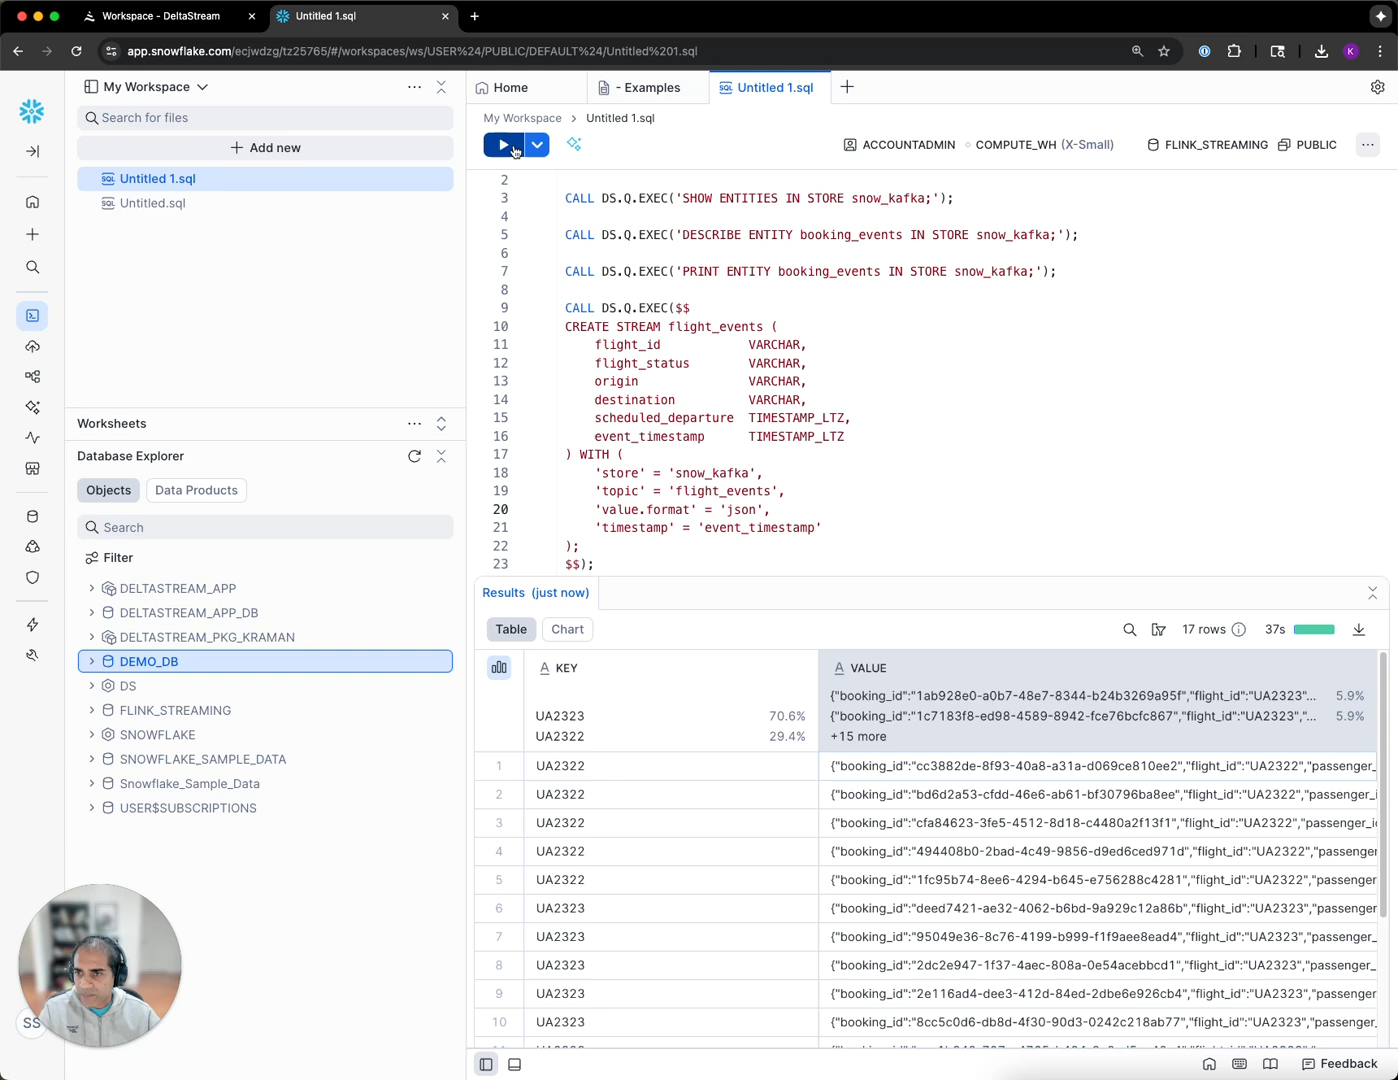 Workspace - DeltaStream
Untitled 1.sql
app.snowflake.com/ecjwdzg/tz25765/#/workspaces/ws/USER%24/PUBLIC/DEFAULT%24/Untitled%201.sql
K
My Workspace
Search for files
Add new
Untitled 1.sql
Untitled.sql
Worksheets
Database Explorer
Objects
Data Products
Search
Filter
DELTASTREAM_APP
DELTASTREAM_APP_DB
DELTASTREAM_PKG_KRAMAN
DEMO_DB
DS
FLINK_STREAMING
SNOWFLAKE
SNOWFLAKE_SAMPLE_DATA
Snowflake_Sample_Data
USER$SUBSCRIPTIONS
SS
Home
- Examples
Untitled 1.sql
My Workspace > Untitled 1.sql
ACCOUNTADMIN COMPUTE_WH (X-Small) FLINK_STREAMING PUBLIC
2
3 CALL DS.Q.EXEC('SHOW ENTITIES IN STORE snow_kafka;');
4
5 CALL DS.Q.EXEC('DESCRIBE ENTITY booking_events IN STORE snow_kafka;');
6
7 CALL DS.Q.EXEC('PRINT ENTITY booking_events IN STORE snow_kafka;');
8
9 CALL DS.Q.EXEC($$
10 CREATE STREAM flight_events (
11 flight_id VARCHAR,
12 flight_status VARCHAR,
13 origin VARCHAR,
14 destination VARCHAR,
15 scheduled_departure TIMESTAMP_LTZ,
16 event_timestamp TIMESTAMP_LTZ
17 ) WITH (
18 'store' = 'snow_kafka',
19 'topic' = 'flight_events',
20 'value.format' = 'json',
21 'timestamp' = 'event_timestamp'
22 );
23 $$);
Results (just now)
Table
Chart
17 rows
37s
A KEY
A VALUE
UA2323 70.6%
UA2322 29.4%
{"booking_id":"1ab928e0-a0b7-48e7-8344-b24b3269a95f","flight_id":"UA2323"... 5.9%
{"booking_id":"1c7183f8-ed98-4589-8942-fce76bcfc867","flight_id":"UA2323","... 5.9%
+15 more
1 UA2322 {"booking_id":"cc3882de-8f93-40a8-a31a-d069ce810ee2","flight_id":"UA2322","passenger_
2 UA2322 {"booking_id":"bd6d2a53-cfdd-46e6-ab61-bf30796ba8ee","flight_id":"UA2322","passenger_i
3 UA2322 {"booking_id":"cfa84623-3fe5-4512-8d18-c4480a2f13f1","flight_id":"UA2322","passenger_i
4 UA2322 {"booking_id":"494408b0-2bad-4c49-9856-d9ed6ced971d","flight_id":"UA2322","passenger
5 UA2322 {"booking_id":"1fc95b74-8ee6-4294-b645-e756288c4281","flight_id":"UA2322","passenger_
6 UA2323 {"booking_id":"deed7421-ae32-4062-b6bd-9a929c12a86b","flight_id":"UA2323","passenger
7 UA2323 {"booking_id":"95049e36-8c76-4199-b999-f1f9aee8ead4","flight_id":"UA2323","passenger_
8 UA2323 {"booking_id":"2dc2e947-1f37-4aec-808a-0e54acebbcd1","flight_id":"UA2323","passenger_
9 UA2323 {"booking_id":"2e116ad4-dee3-412d-84ed-2dbe6e926cb4","flight_id":"UA2323","passenger
10 UA2323 {"booking_id":"8cc5c0d6-db8d-4f30-90d3-0242c218ab77","flight_id":"UA2323","passenger_
Feedback